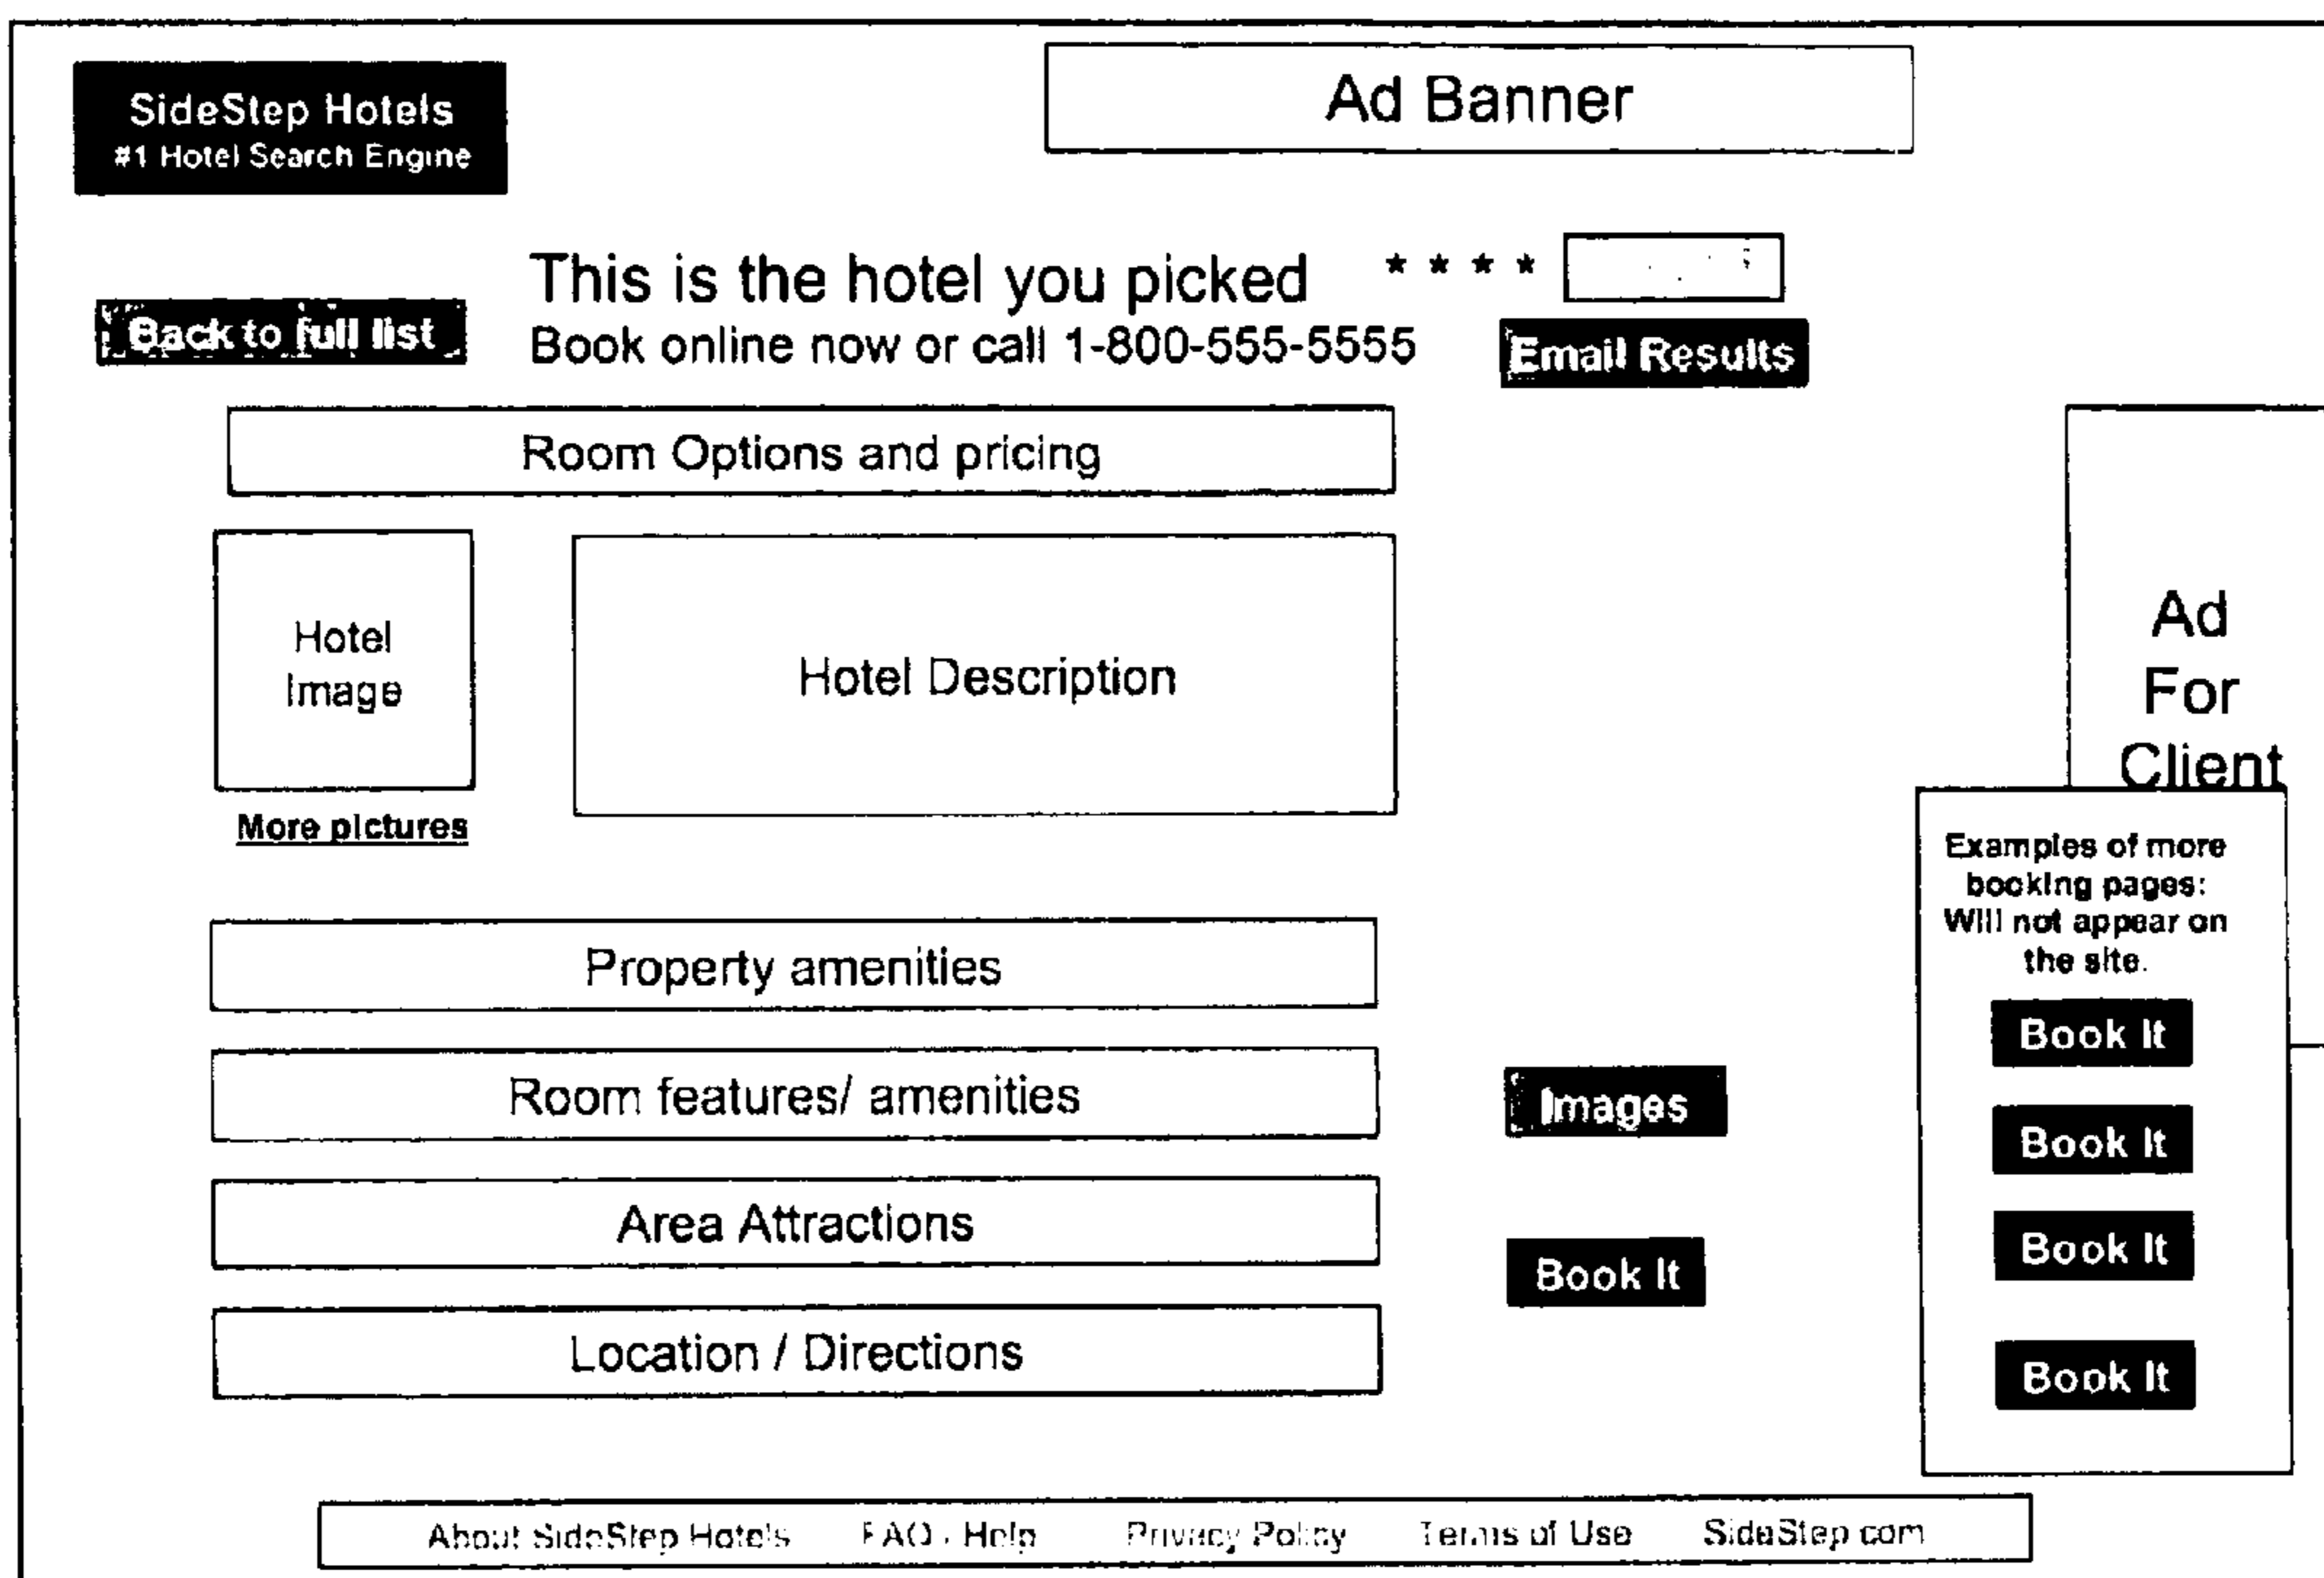 SideStep Hotels
#1 Hotel Search Engine
Ad Banner
This is the hotel you picked * * * *
Back to full list
Book online now or call 1-800-555-5555
Email Results
Room Options and pricing
Hotel
Image
Hotel Description
More pictures
Ad
For
Client
Examples of more
booking pages:
Will not appear on
the site.
Book It
Book It
Book It
Book It
Property amenities
Room features/ amenities
Images
Area Attractions
Book It
Location / Directions
About SideStep Hotels FAQ / Help Privacy Policy Terms of Use SideStep.com